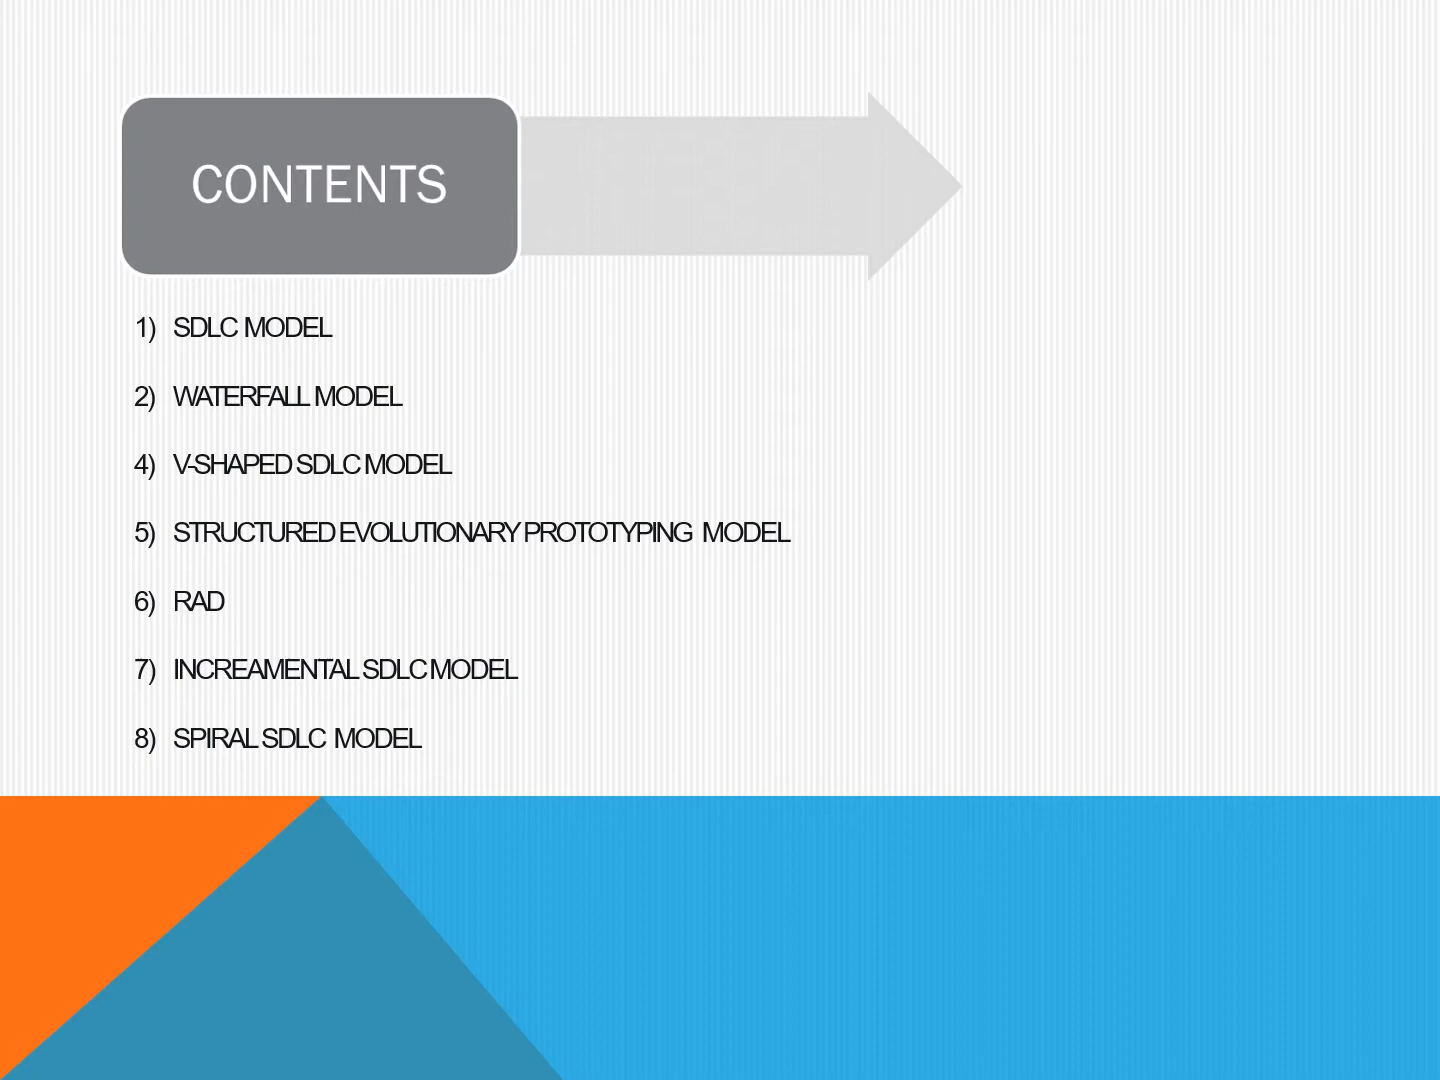 CONTENTS
1) SDLC MODEL
2) WATERFALL MODEL
4) V-SHAPED SDLC MODEL
5) STRUCTURED EVOLUTIONARY PROTOTYPING MODEL
6) RAD
7) INCREAMENTAL SDLC MODEL
8) SPIRAL SDLC MODEL